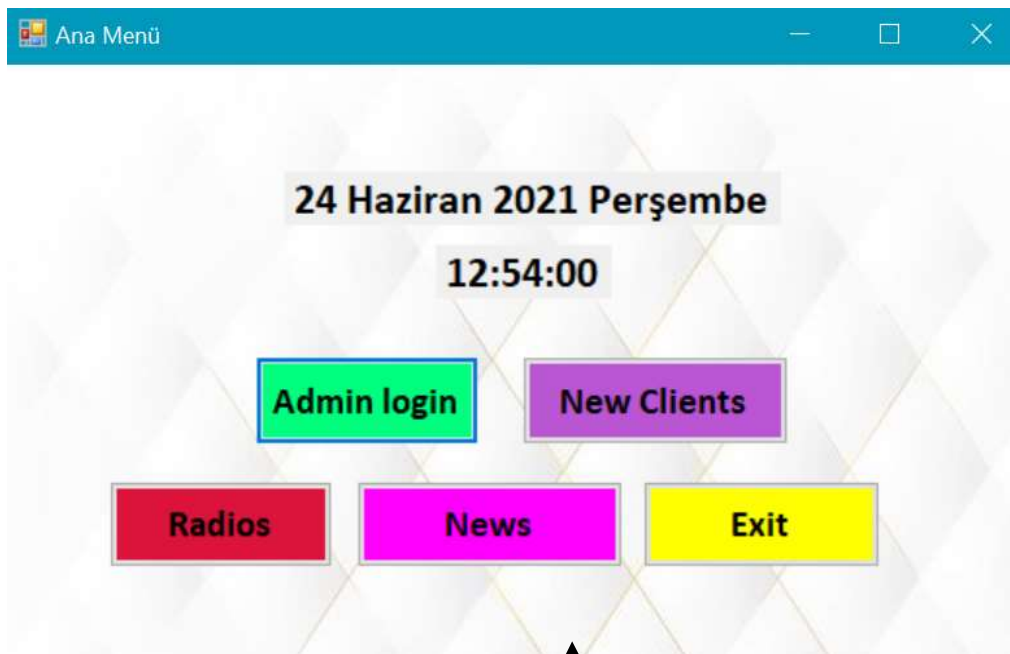 Ana Menü
24 Haziran 2021 Perşembe
12:54:00
Admin login
New Clients
Radios
News
Exit